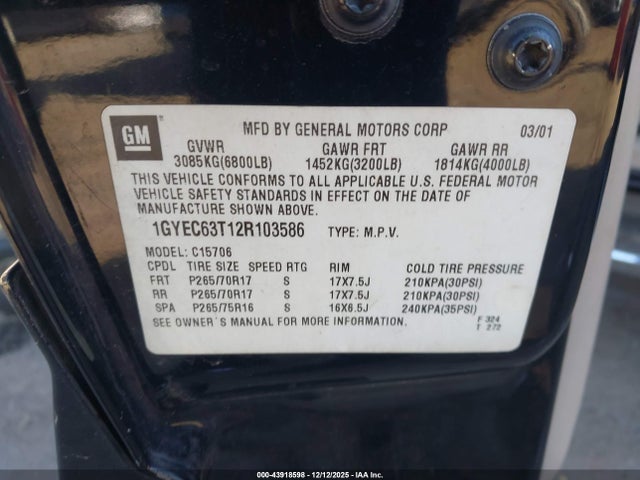 GM
MFD BY GENERAL MOTORS CORP 03/01
GVWR GAWR FRT GAWR RR
3085KG(6800LB) 1452KG(3200LB) 1814KG(4000LB)
THIS VEHICLE CONFORMS TO ALL APPLICABLE U.S. FEDERAL MOTOR
VEHICLE SAFETY STANDARDS IN EFFECT ON THE DATE OF
MANUFACTURE SHOWN ABOVE.
1GYEC63T12R103586 TYPE: M.P.V.
MODEL: C15706
CPDL TIRE SIZE SPEED RTG RIM COLD TIRE PRESSURE
FRT P265/70R17 S 17X7.5J 210KPA(30PSI)
RR P265/70R17 S 17X7.5J 210KPA(30PSI)
SPA P265/75R16 S 16X6.5J 240KPA(35PSI)
SEE OWNER'S MANUAL FOR MORE INFORMATION.
F 324
T 272
000-43918598 - 12/12/2025 - IAA Inc.